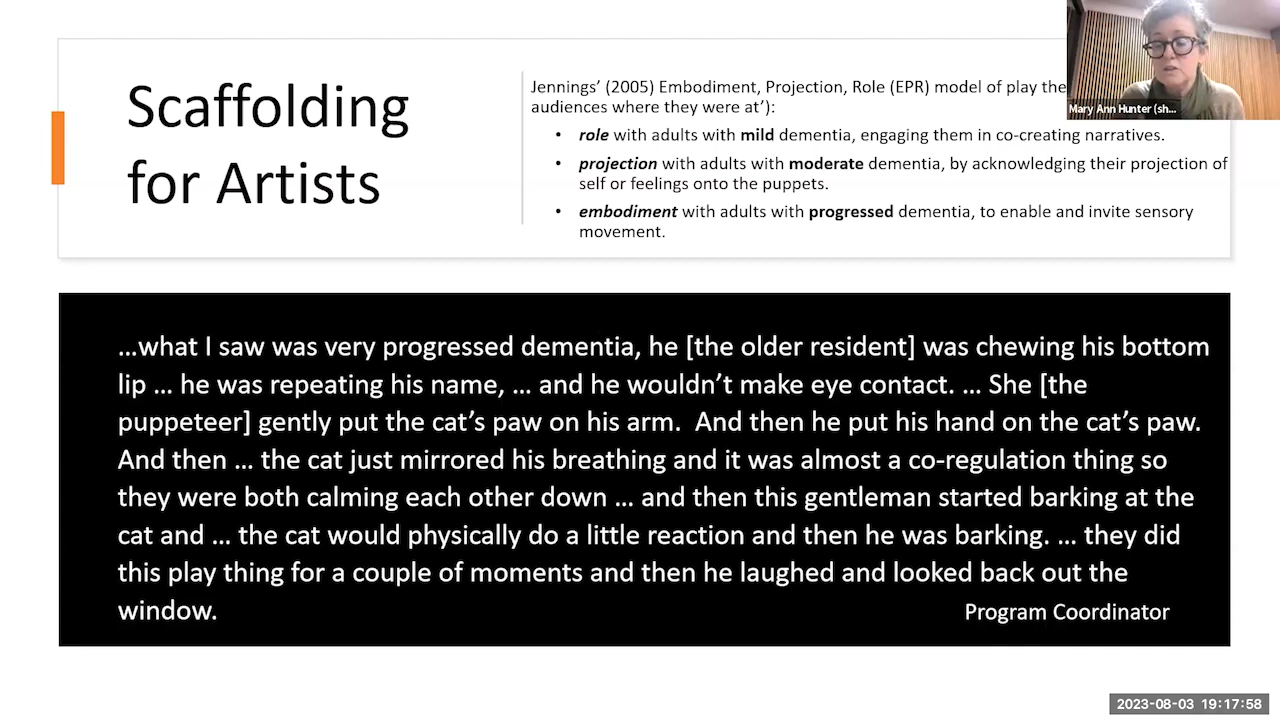 Scaffolding
for Artists
Jennings’ (2005) Embodiment, Projection, Role (EPR) model of play the
audiences where they were at’):
• role with adults with mild dementia, engaging them in co-creating narratives.
• projection with adults with moderate dementia, by acknowledging their projection of
self or feelings onto the puppets.
• embodiment with adults with progressed dementia, to enable and invite sensory
movement.
Mary Ann Hunter (sh...
…what I saw was very progressed dementia, he [the older resident] was chewing his bottom
lip … he was repeating his name, … and he wouldn’t make eye contact. … She [the
puppeteer] gently put the cat’s paw on his arm.  And then he put his hand on the cat’s paw.
And then … the cat just mirrored his breathing and it was almost a co-regulation thing so
they were both calming each other down … and then this gentleman started barking at the
cat and … the cat would physically do a little reaction and then he was barking. … they did
this play thing for a couple of moments and then he laughed and looked back out the
window.
Program Coordinator
2023-08-03 19:17:58